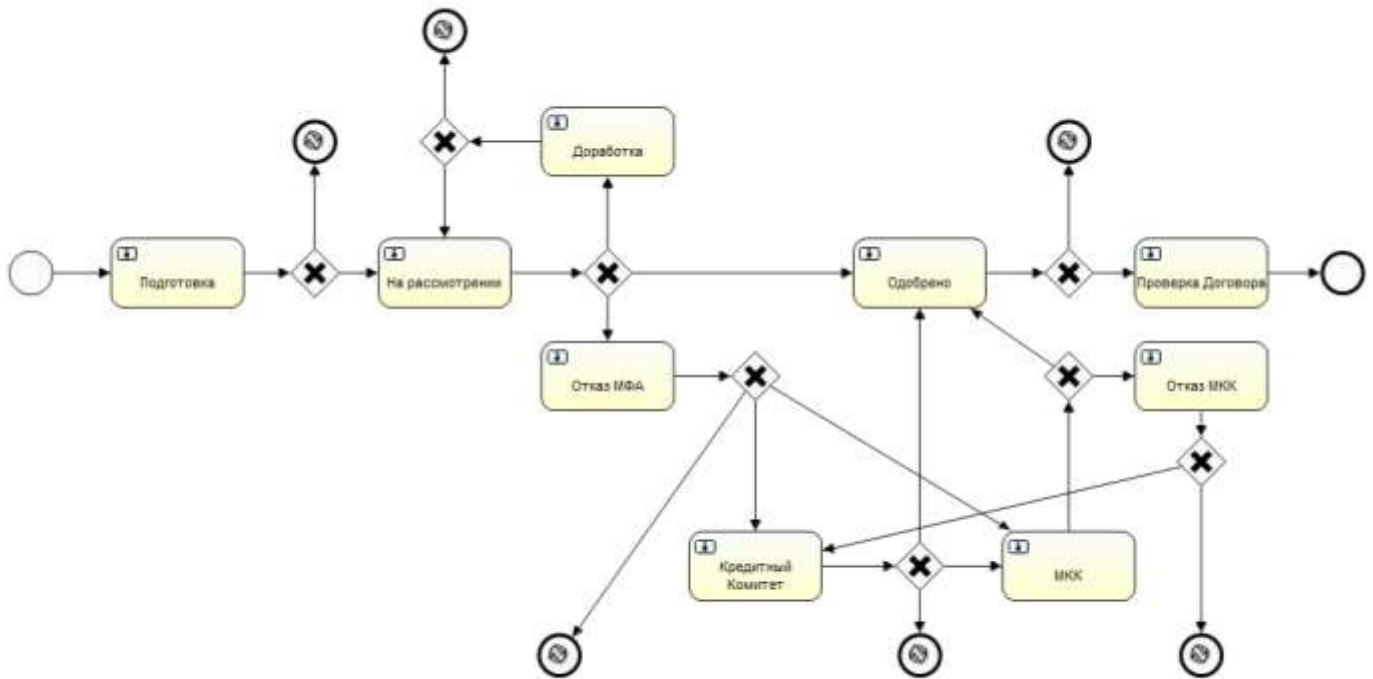 Доработка
Подготовка
На рассмотрении
Одобрено
Проверка Договора
Отказ МФА
Отказ МКК
Кредитный
Комитет
МКК